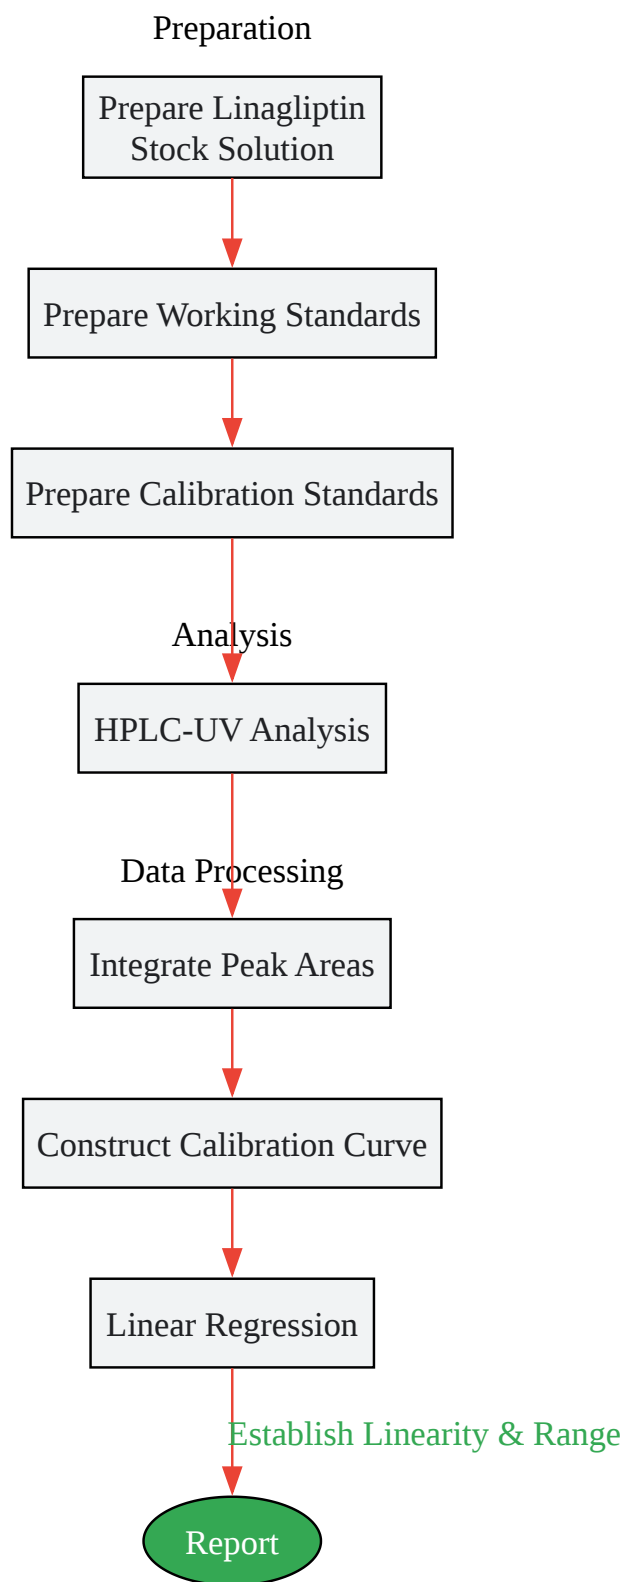 Preparation
Prepare Linagliptin
Stock Solution
Prepare Working Standards
Prepare Calibration Standards
Analysis
HPLC-UV Analysis
Data Processing
Integrate Peak Areas
Construct Calibration Curve
Linear Regression
Establish Linearity & Range
Report